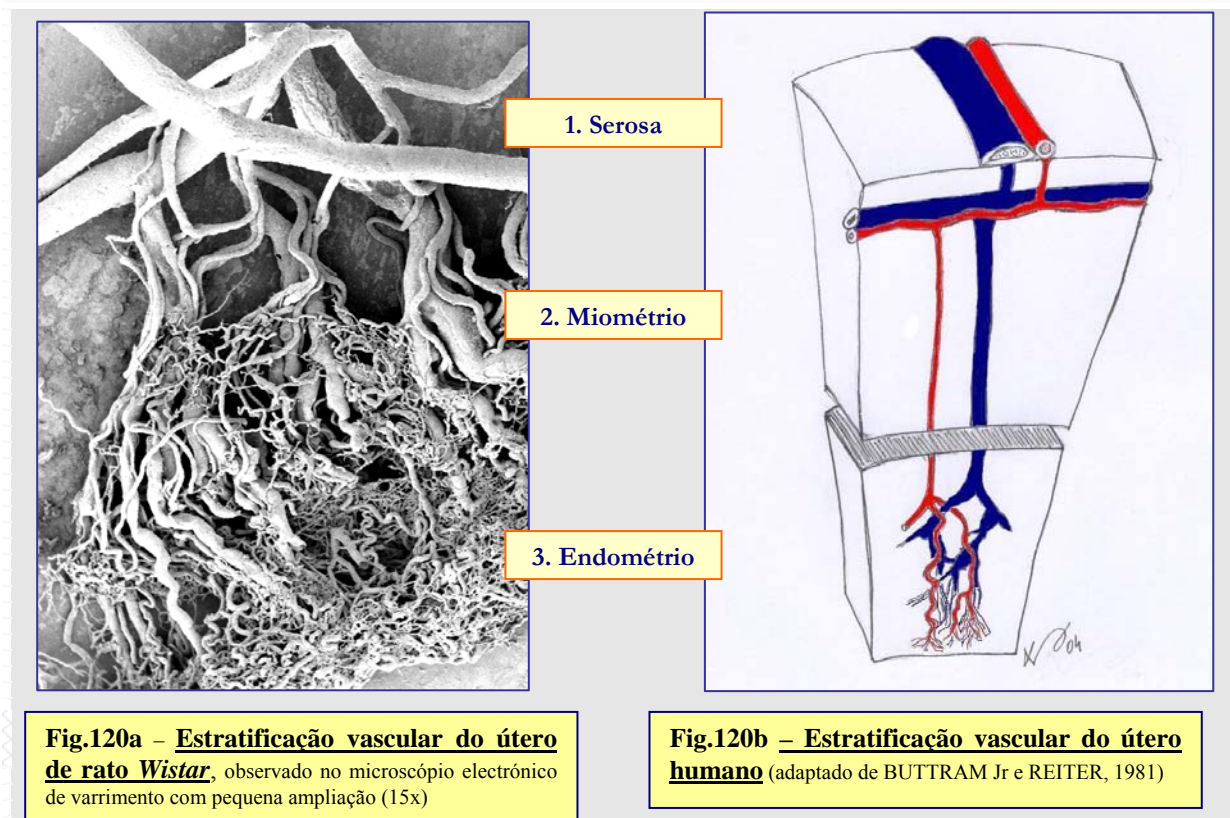 1. Serosa
2. Miométrio
3. Endométrio
04
Fig.120a – Estratificação vascular do útero
de rato Wistar, observado no microscópio electrónico
de varrimento com pequena ampliação (15x)
Fig.120b – Estratificação vascular do útero
humano (adaptado de BUTTRAM Jr e REITER, 1981)